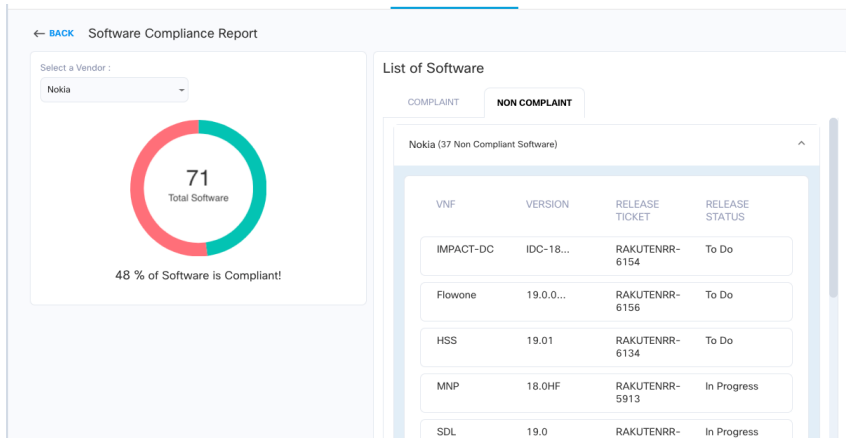 ← BACK Software Compliance Report
Select a Vendor :
Nokia
71
Total Software
48 % of Software is Compliant!
List of Software
COMPLAINT NON COMPLAINT
Nokia (37 Non Compliant Software)
VNF VERSION RELEASE TICKET RELEASE STATUS
IMPACT-DC IDC-18... RAKUTENRR-6154 To Do
Flowone 19.0.0... RAKUTENRR-6156 To Do
HSS 19.01 RAKUTENRR-6134 To Do
MNP 18.0HF RAKUTENRR-5913 In Progress
SDL 19.0 RAKUTENRR- In Progress